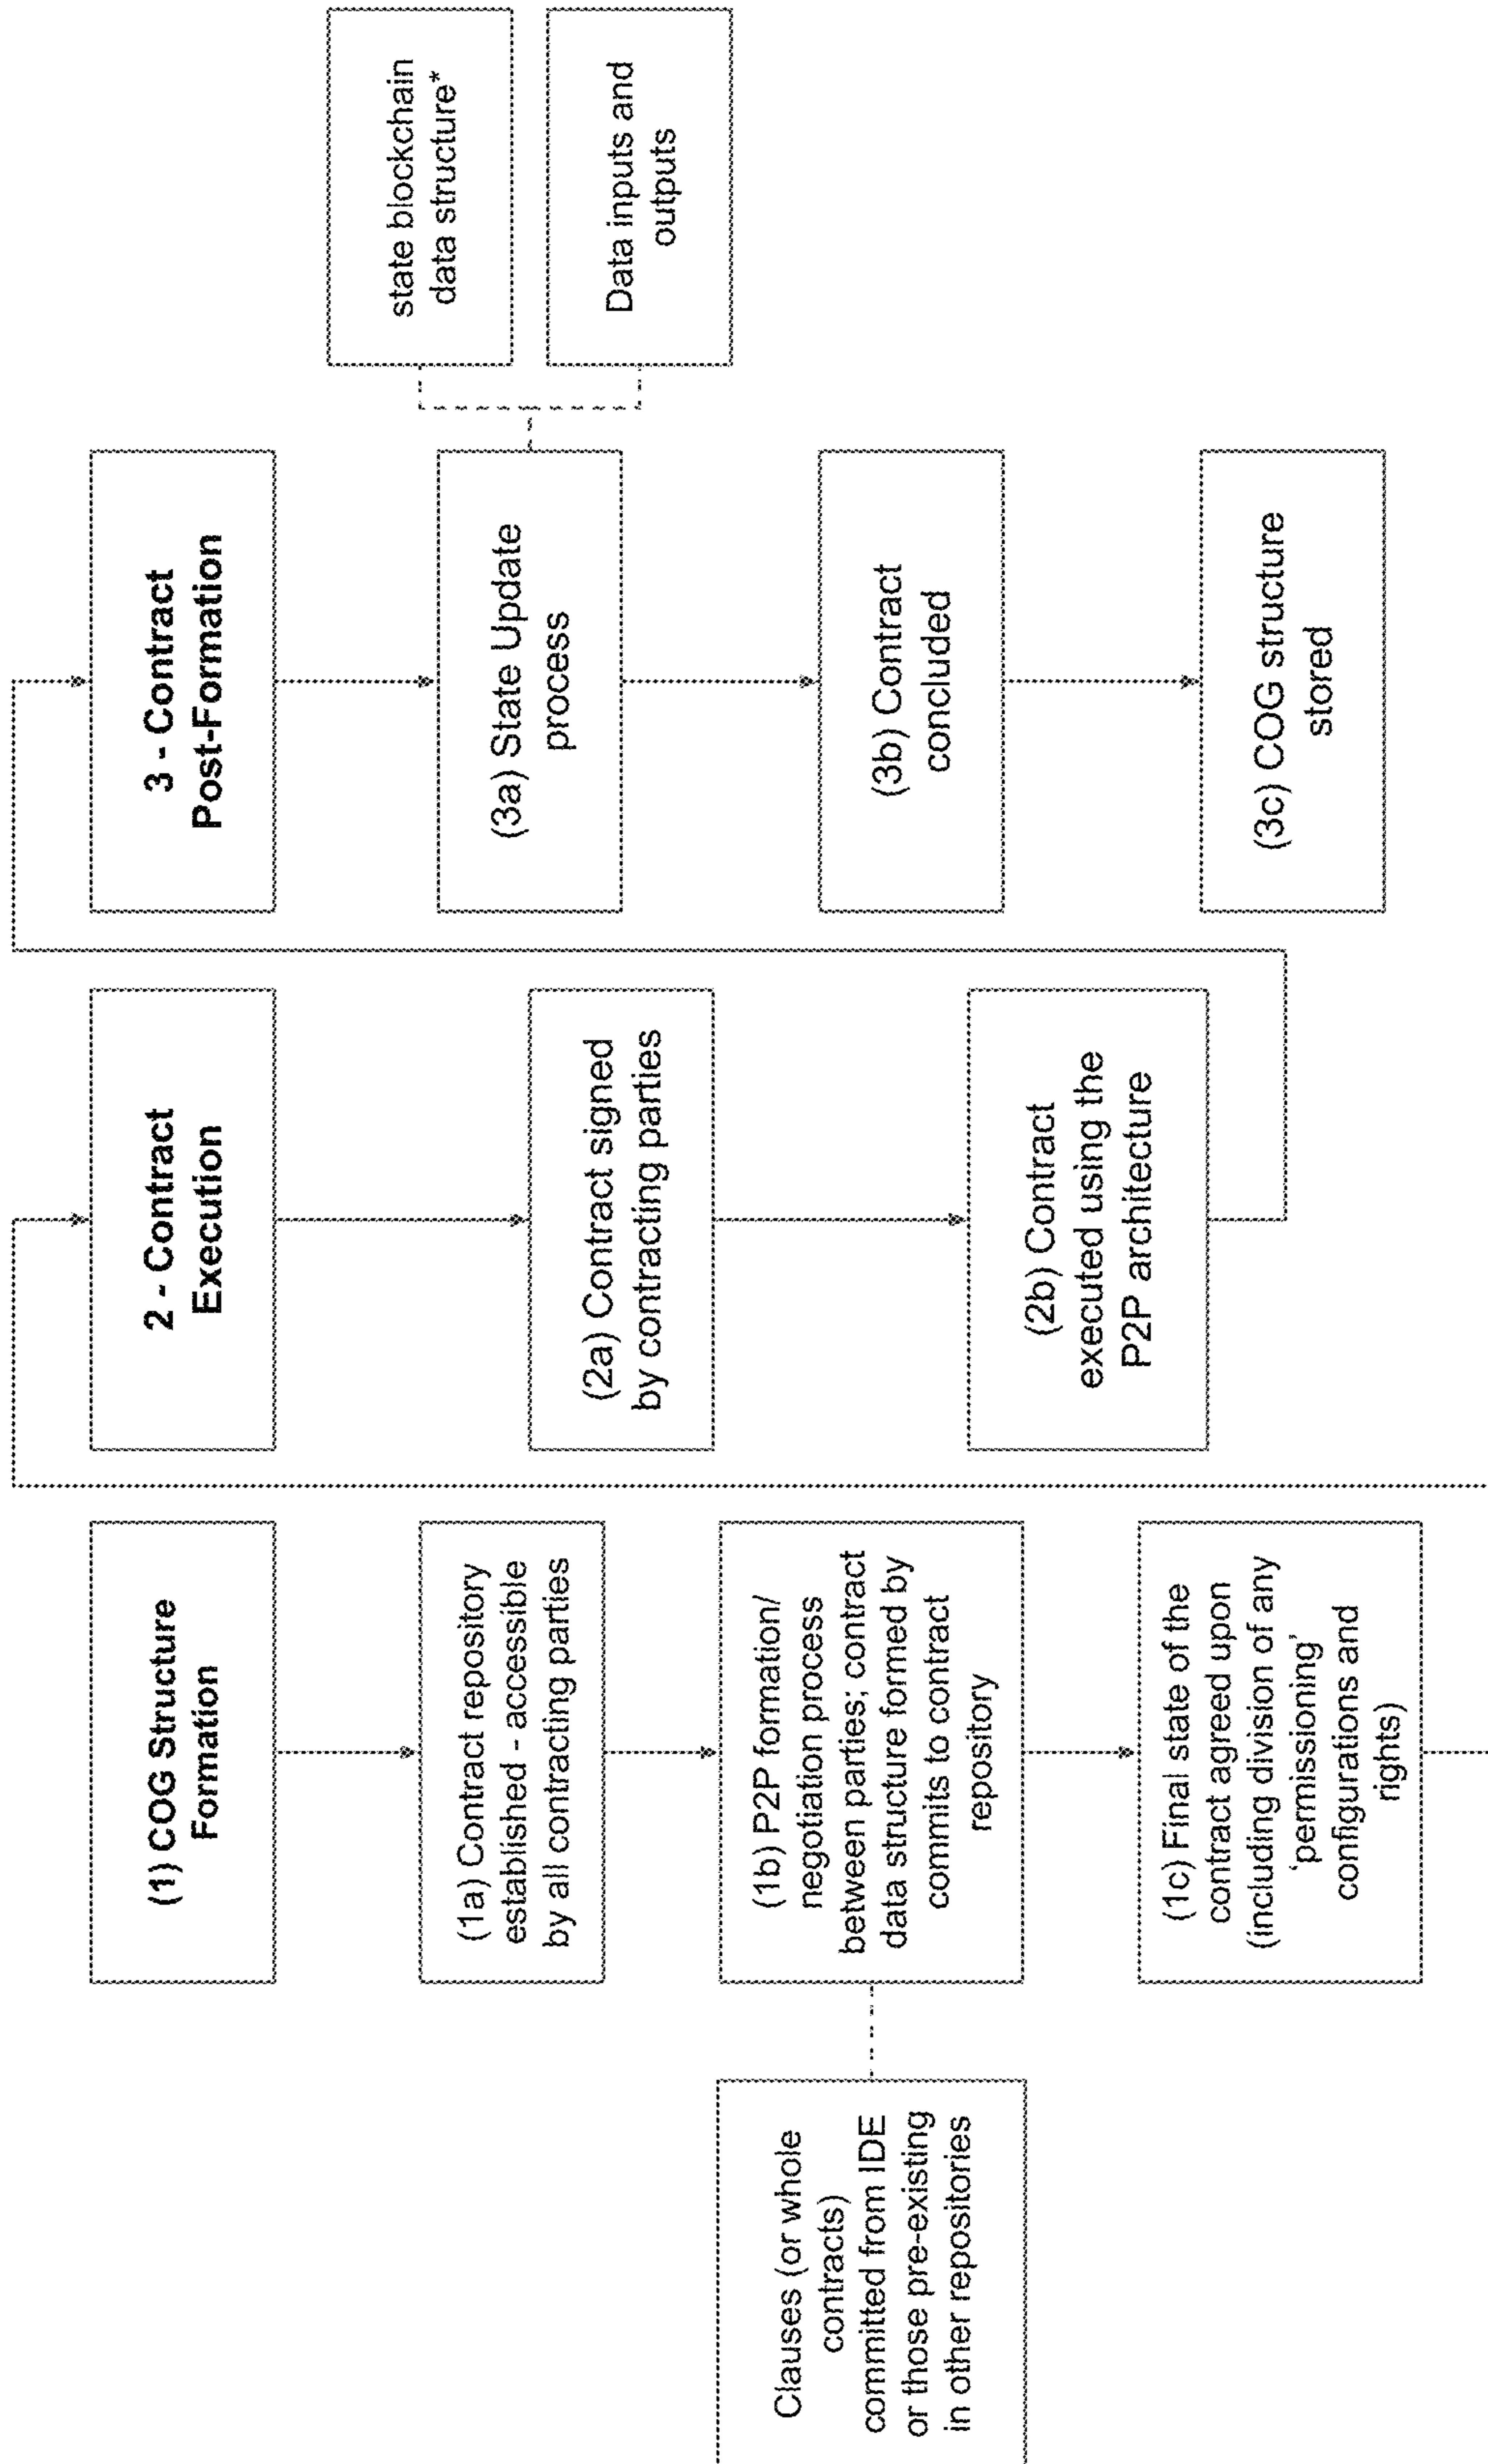 Clauses (or whole
contracts)
committed from IDE
or those pre-existing
in other repositories
(1) COG Structure
Formation
(1a) Contract repository
established - accessible
by all contracting parties
(1b) P2P formation/
negotiation process
between parties; contract
data structure formed by
commits to contract
repository
(1c) Final state of the
contract agreed upon
(including division of any
‘permissioning’
configurations and
rights)
2 - Contract
Execution
(2a) Contract signed
by contracting parties
(2b) Contract
executed using the
P2P architecture
3 - Contract
Post-Formation
(3a) State Update
process
(3b) Contract
concluded
(3c) COG structure
stored
state blockchain
data structure*
Data inputs and
outputs